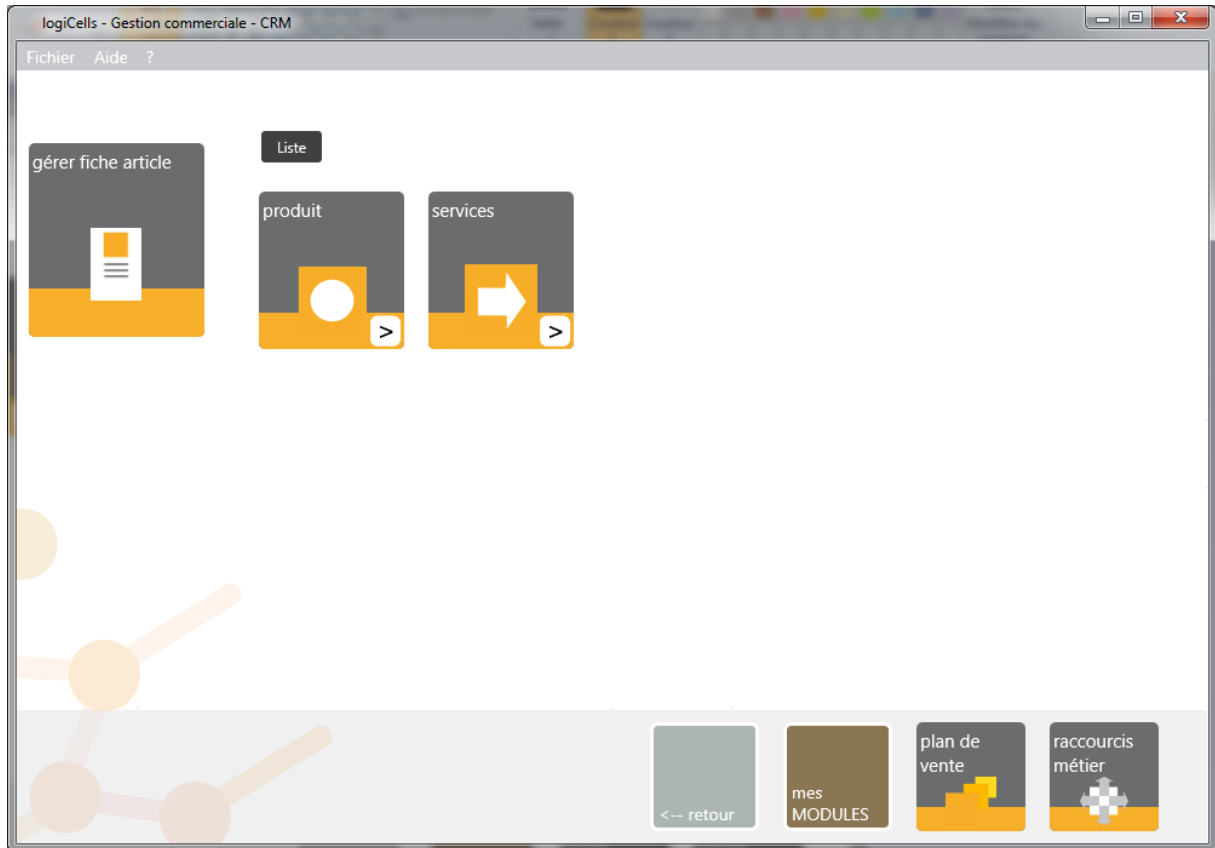 logiCells - Gestion commerciale - CRM
Fichier Aide ?
gérer fiche article
Liste
produit
services
>
>
<-- retour
mes
MODULES
plan de
vente
raccourcis
métier